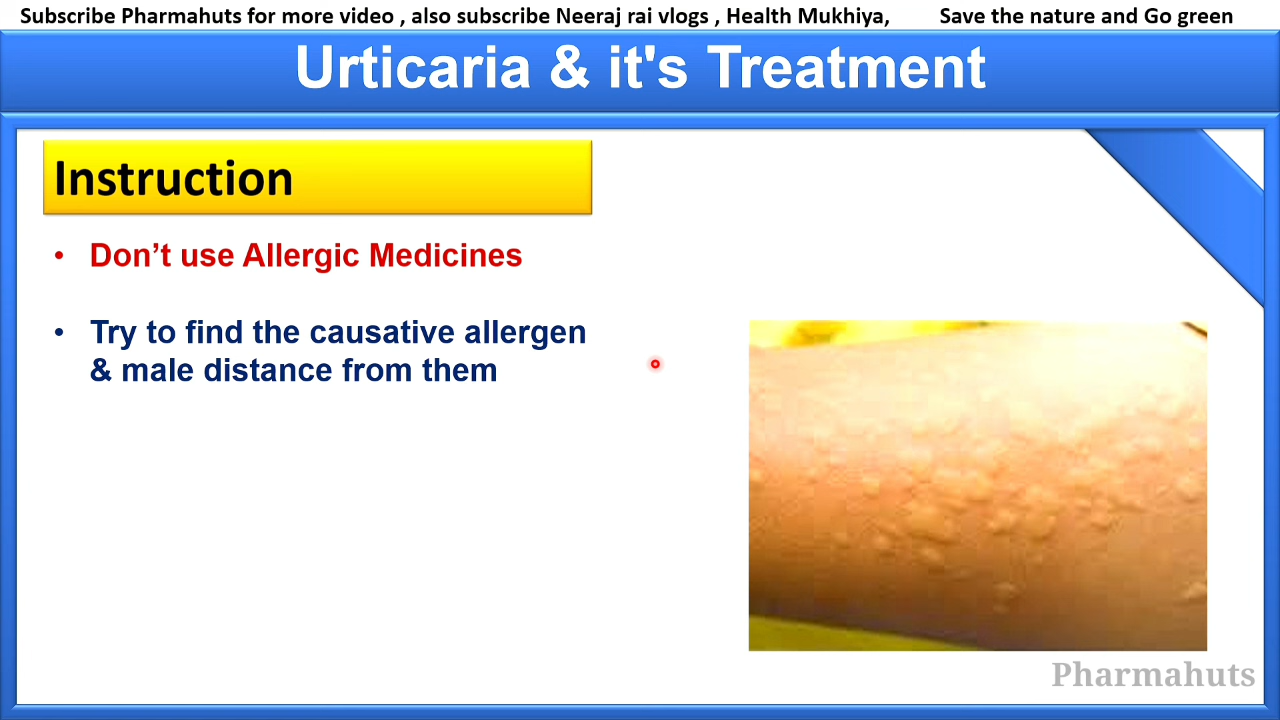 Subscribe Pharmahuts for more video , also subscribe Neeraj rai vlogs , Health Mukhiya, Save the nature and Go green
Urticaria & it's Treatment
Instruction
• Don’t use Allergic Medicines
• Try to find the causative allergen
& male distance from them
Pharmahuts